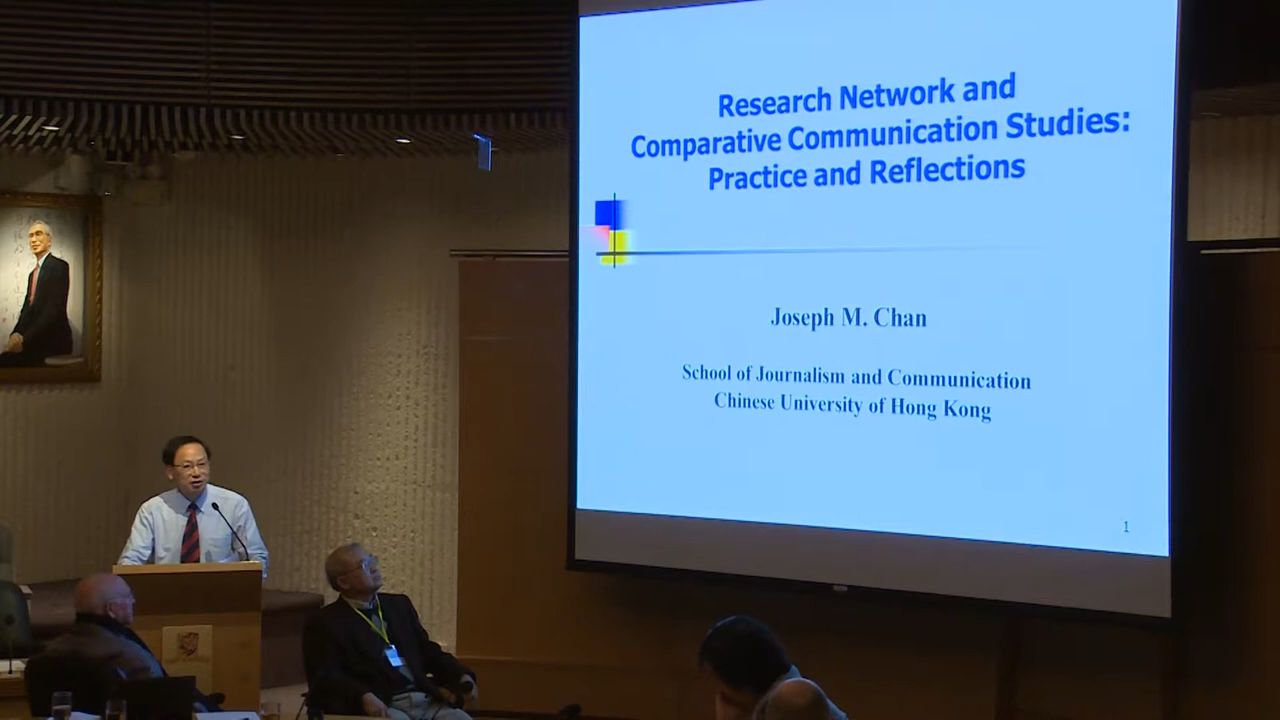 Research Network and
Comparative Communication Studies:
Practice and Reflections
Joseph M. Chan
School of Journalism and Communication
Chinese University of Hong Kong
1